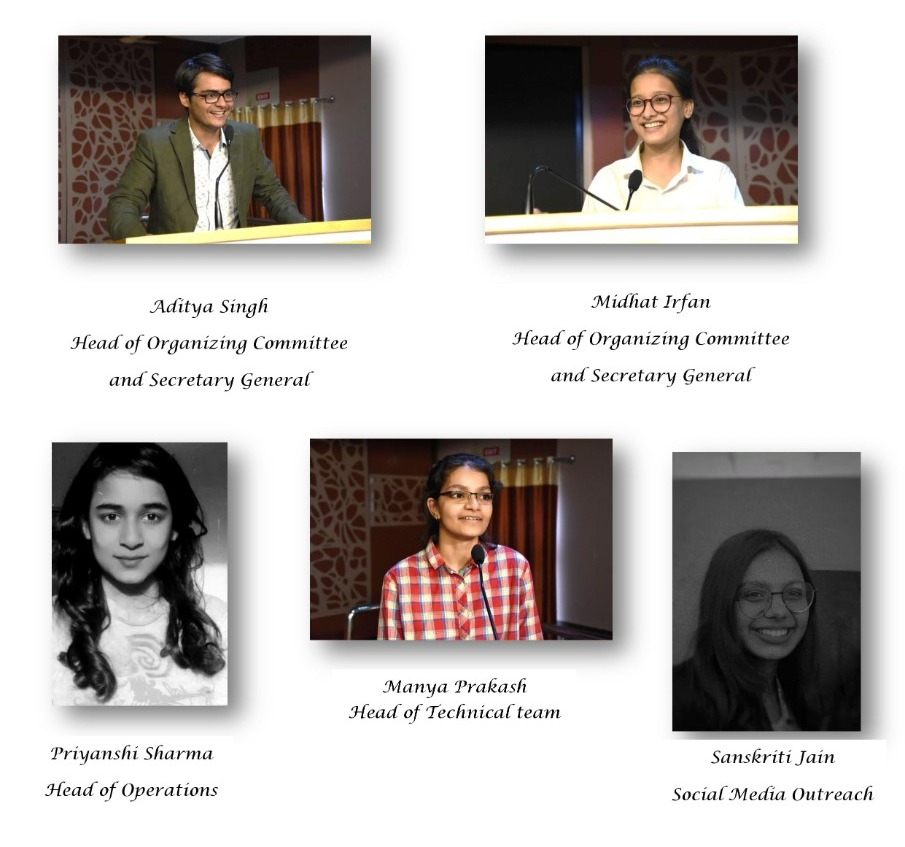 Aditya Singh
Head of Organizing Committee
and Secretary General
Midhat Irfan
Head of Organizing Committee
and Secretary General
Priyanshi Sharma
Head of Operations
Manya Prakash
Head of Technical team
Sanskriti Jain
Social Media Outreach